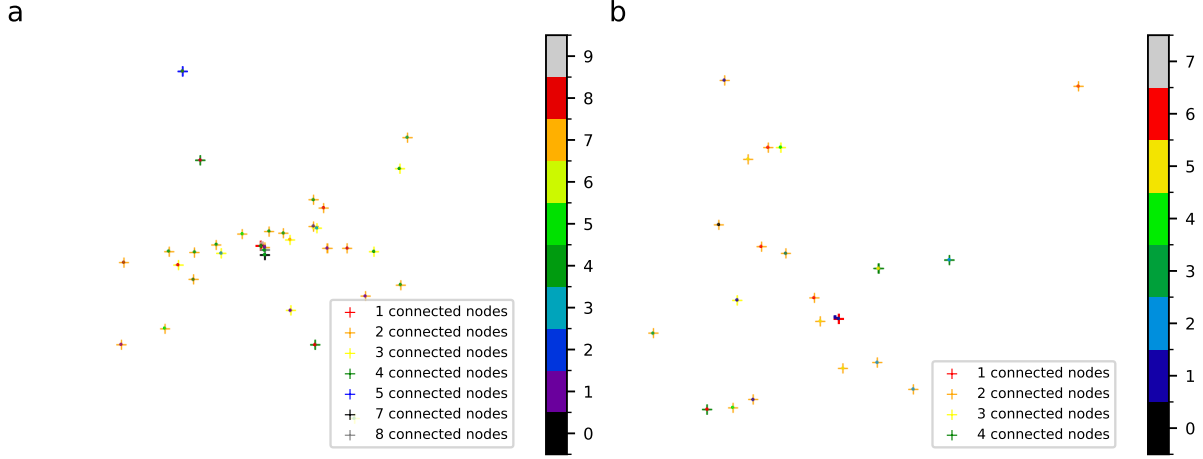 a
9
8
7
6
5
4
3
2
1
0
1 connected nodes
2 connected nodes
3 connected nodes
4 connected nodes
5 connected nodes
7 connected nodes
8 connected nodes
b
7
6
5
4
3
2
1
0
1 connected nodes
2 connected nodes
3 connected nodes
4 connected nodes